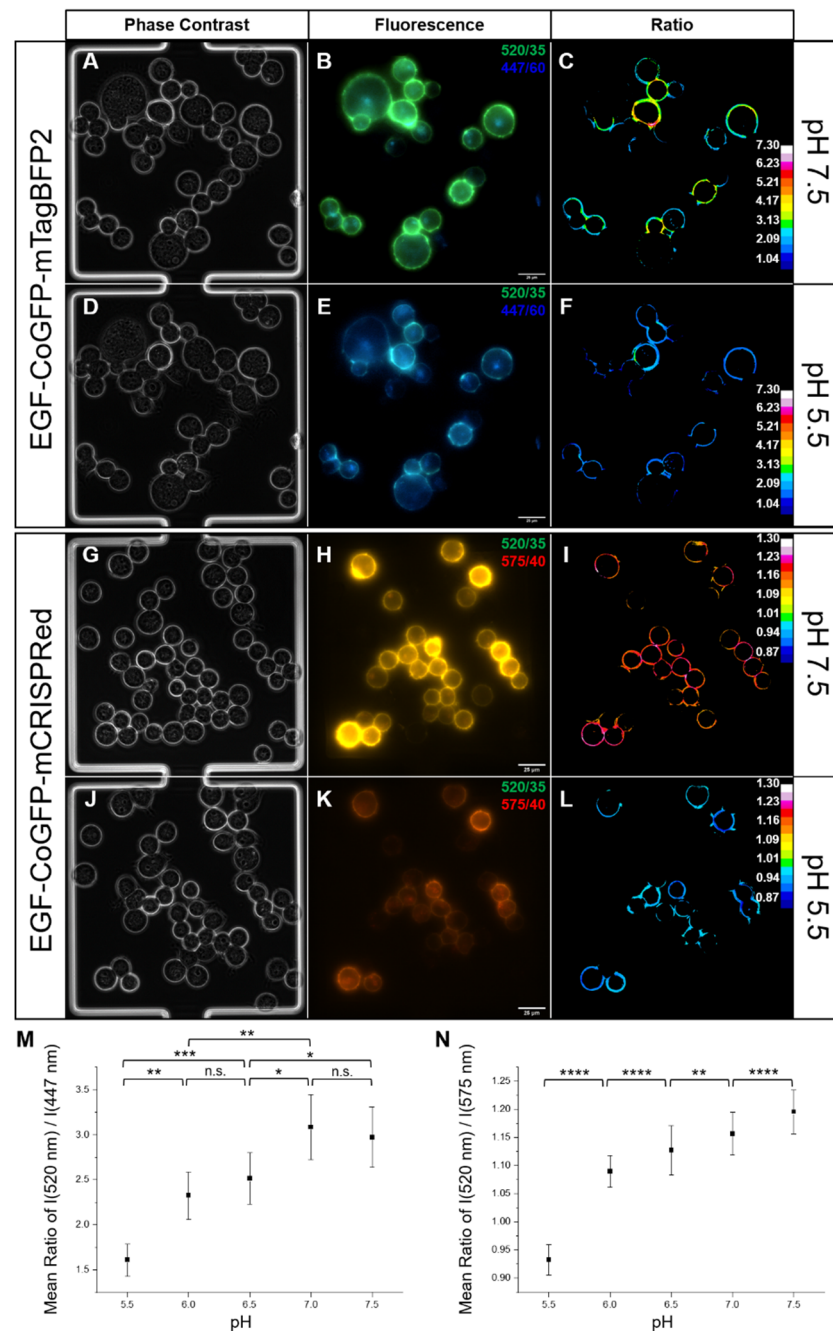 Phase Contrast
Fluorescence
Ratio
EGF-CoGFP-mTagBFP2
A
B
520/35
447/60
25 µm
C
7.30
6.23
5.21
4.17
3.13
2.09
1.04
pH 7.5
D
E
520/35
447/60
25 µm
F
7.30
6.23
5.21
4.17
3.13
2.09
1.04
pH 5.5
EGF-CoGFP-mCRISPRed
G
H
520/35
575/40
25 µm
I
1.30
1.23
1.16
1.09
1.01
0.94
0.87
pH 7.5
J
K
520/35
575/40
25 µm
L
1.30
1.23
1.16
1.09
1.01
0.94
0.87
pH 5.5
M
Mean Ratio of I(520 nm) / I(447 nm)
**
*** *
** n.s. * n.s.
3.5
3.0
2.5
2.0
1.5
5.5 6.0 6.5 7.0 7.5
pH
N
Mean Ratio of I(520 nm) / I(575 nm)
**** **** ** ****
1.25
1.20
1.15
1.10
1.05
1.00
0.95
0.90
5.5 6.0 6.5 7.0 7.5
pH